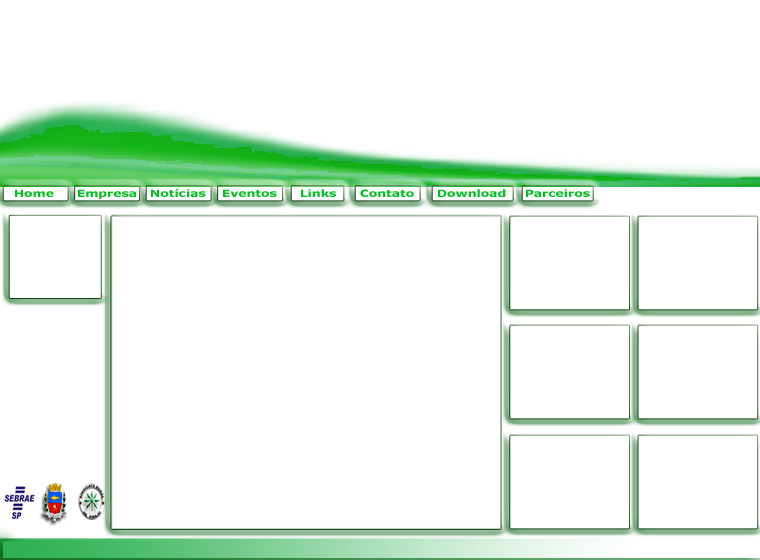 Home Empresa Notícias Eventos Links Contato Download Parceiros
SEBRAE
SP